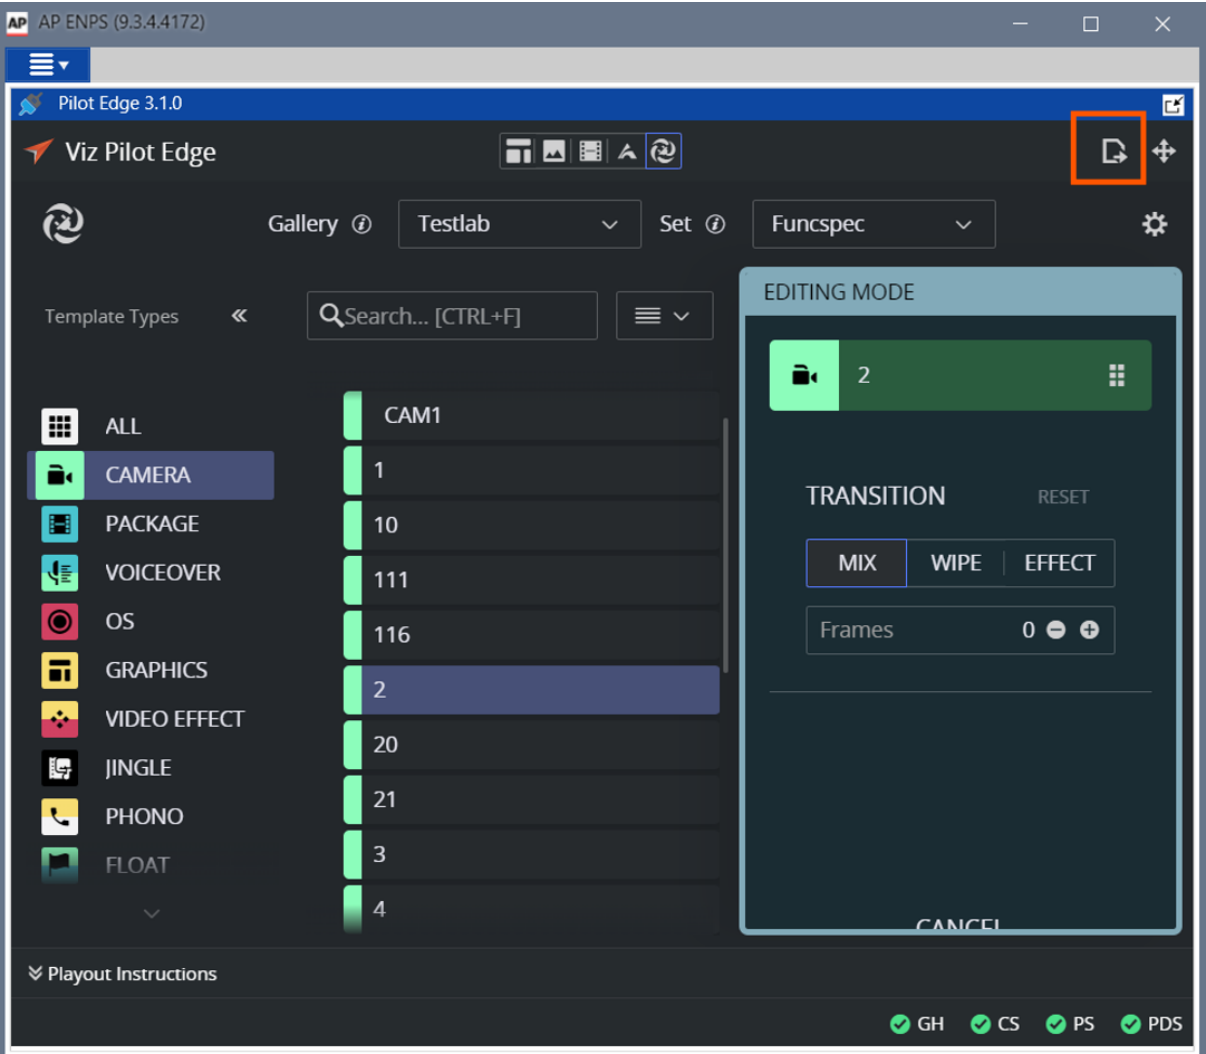 AP AP ENPS (9.3.4.4172)
Pilot Edge 3.1.0
Viz Pilot Edge
Gallery Testlab Set Funcspec
Template Types
Search... [CTRL+F]
ALL
CAMERA
PACKAGE
VOICEOVER
OS
GRAPHICS
VIDEO EFFECT
JINGLE
PHONO
FLOAT
CAM1
1
10
111
116
2
20
21
3
4
EDITING MODE
2
TRANSITION RESET
MIX WIPE EFFECT
Frames 0
CANCEL
Playout Instructions
GH CS PS PDS